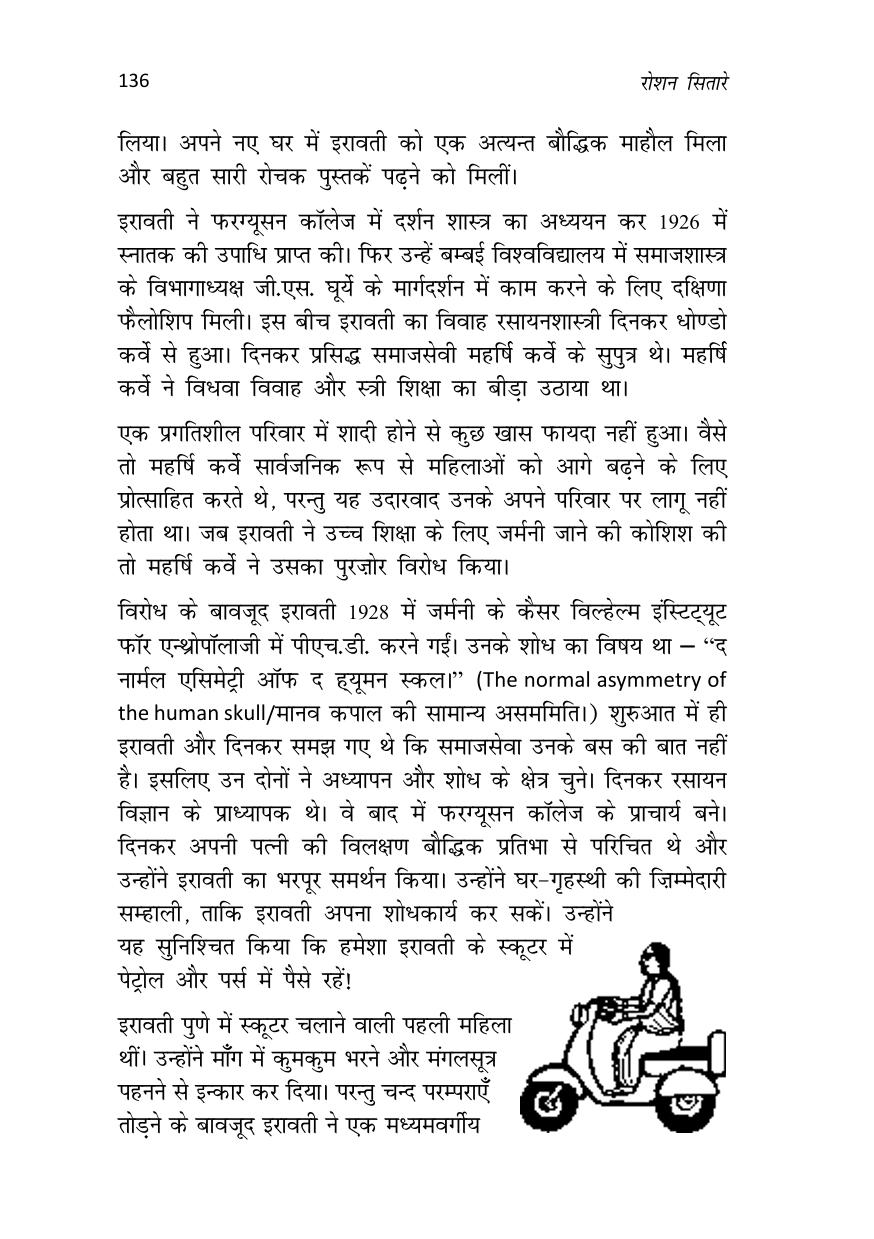 136 रोशन सितारे
लिया। अपने नए घर में इरावती को एक अत्यन्त बौद्धिक माहौल मिला
और बहुत सारी रोचक पुस्तकें पढ़ने को मिलीं।
इरावती ने फरग्यूसन कॉलेज में दर्शन शास्त्र का अध्ययन कर 1926 में
स्नातक की उपाधि प्राप्त की। फिर उन्हें बम्बई विश्वविद्यालय में समाजशास्त्र
के विभागाध्यक्ष जी.एस. घूर्ये के मार्गदर्शन में काम करने के लिए दक्षिणा
फैलोशिप मिली। इस बीच इरावती का विवाह रसायनशास्त्री दिनकर धोण्डो
कर्वे से हुआ। दिनकर प्रसिद्ध समाजसेवी महर्षि कर्वे के सुपुत्र थे। महर्षि
कर्वे ने विधवा विवाह और स्त्री शिक्षा का बीड़ा उठाया था।
एक प्रगतिशील परिवार में शादी होने से कुछ खास फायदा नहीं हुआ। वैसे
तो महर्षि कर्वे सार्वजनिक रूप से महिलाओं को आगे बढ़ने के लिए
प्रोत्साहित करते थे, परन्तु यह उदारवाद उनके अपने परिवार पर लागू नहीं
होता था। जब इरावती ने उच्च शिक्षा के लिए जर्मनी जाने की कोशिश की
तो महर्षि कर्वे ने उसका पुरज़ोर विरोध किया।
विरोध के बावजूद इरावती 1928 में जर्मनी के कैसर विल्हेल्म इंस्टिट्यूट
फॉर एन्थ्रोपॉलाजी में पीएच.डी. करने गईं। उनके शोध का विषय था – “द
नार्मल एसिमेट्री ऑफ द ह्यूमन स्कल।” (The normal asymmetry of
the human skull/मानव कपाल की सामान्य असममिति।) शुरुआत में ही
इरावती और दिनकर समझ गए थे कि समाजसेवा उनके बस की बात नहीं
है। इसलिए उन दोनों ने अध्यापन और शोध के क्षेत्र चुने। दिनकर रसायन
विज्ञान के प्राध्यापक थे। वे बाद में फरग्यूसन कॉलेज के प्राचार्य बने।
दिनकर अपनी पत्नी की विलक्षण बौद्धिक प्रतिभा से परिचित थे और
उन्होंने इरावती का भरपूर समर्थन किया। उन्होंने घर-गृहस्थी की ज़िम्मेदारी
सम्हाली, ताकि इरावती अपना शोधकार्य कर सकें। उन्होंने
यह सुनिश्चित किया कि हमेशा इरावती के स्कूटर में
पेट्रोल और पर्स में पैसे रहें!
इरावती पुणे में स्कूटर चलाने वाली पहली महिला
थीं। उन्होंने माँग में कुमकुम भरने और मंगलसूत्र
पहनने से इन्कार कर दिया। परन्तु चन्द परम्पराएँ
तोड़ने के बावजूद इरावती ने एक मध्यमवर्गीय